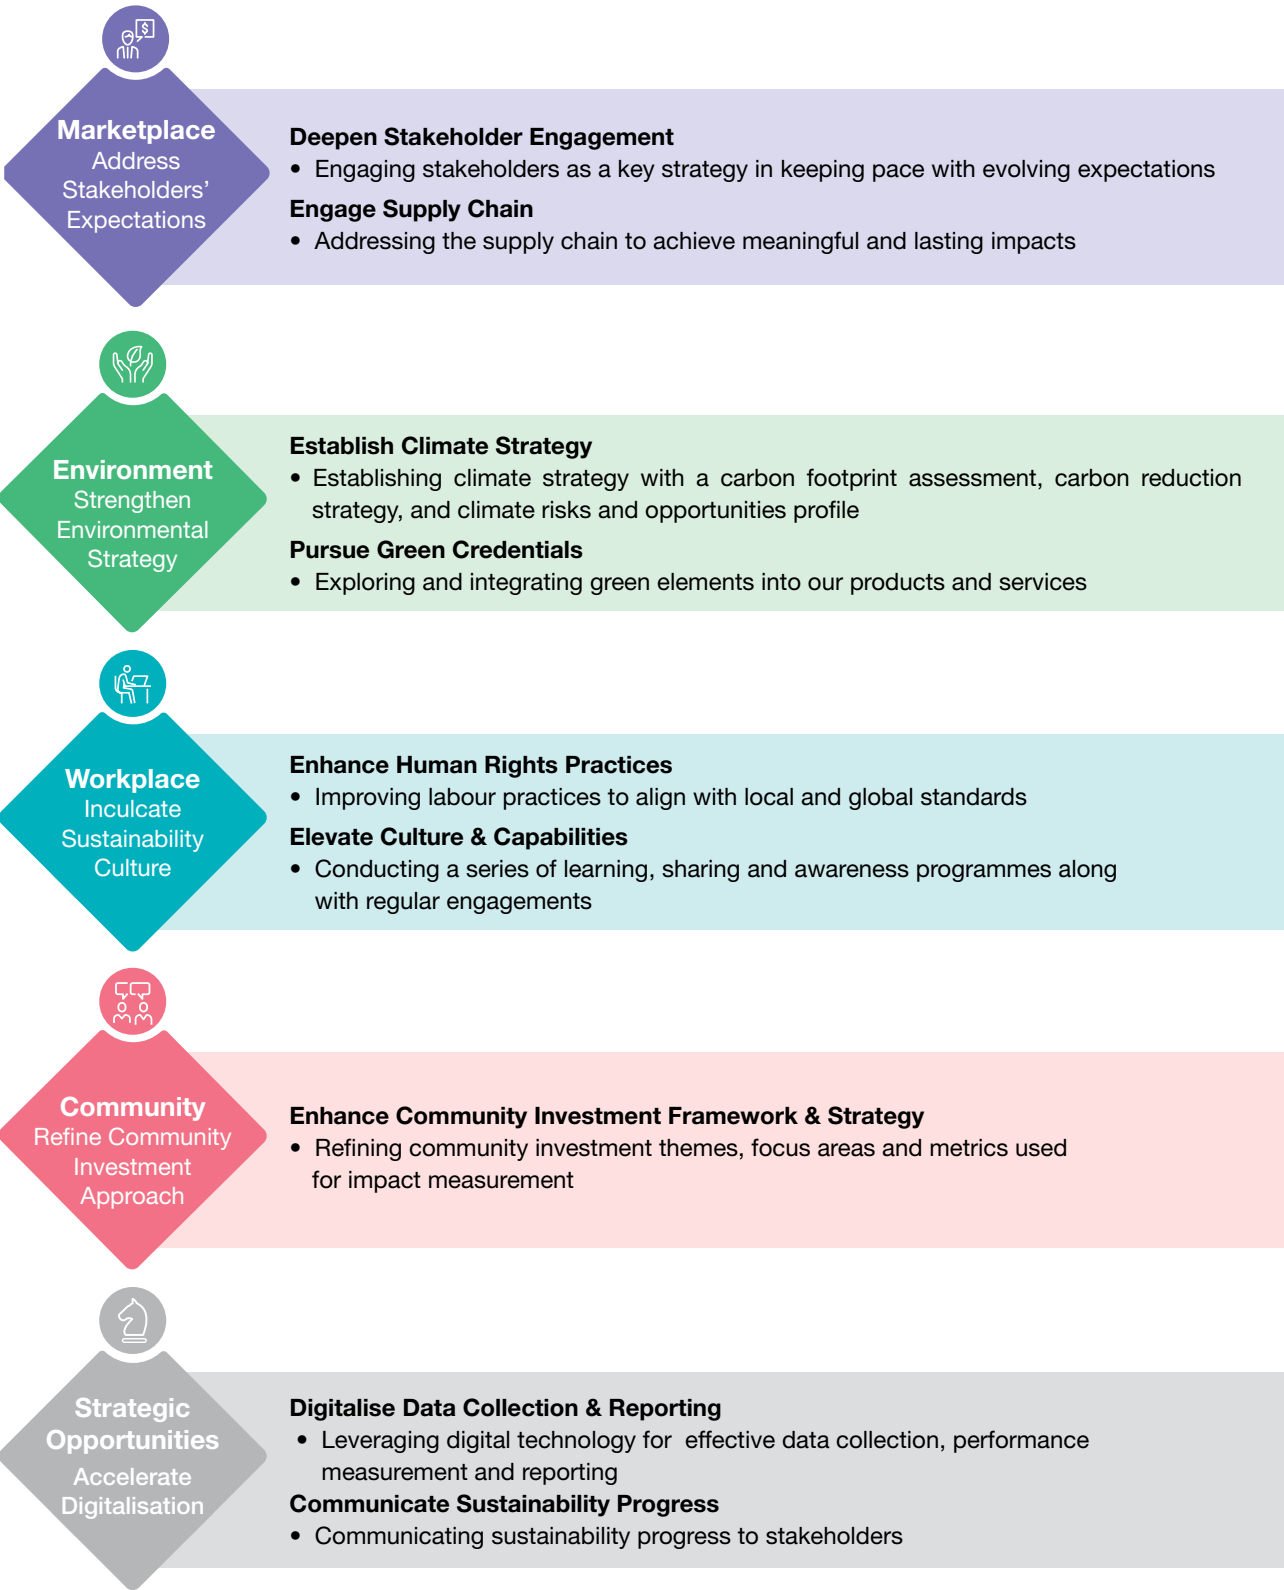 $
Marketplace
Address
Stakeholders’
Expectations
Deepen Stakeholder Engagement
• Engaging stakeholders as a key strategy in keeping pace with evolving expectations
Engage Supply Chain
• Addressing the supply chain to achieve meaningful and lasting impacts
Environment
Strengthen
Environmental
Strategy
Establish Climate Strategy
• Establishing climate strategy with a carbon footprint assessment, carbon reduction
strategy, and climate risks and opportunities profile
Pursue Green Credentials
• Exploring and integrating green elements into our products and services
Workplace
Inculcate
Sustainability
Culture
Enhance Human Rights Practices
• Improving labour practices to align with local and global standards
Elevate Culture & Capabilities
• Conducting a series of learning, sharing and awareness programmes along
with regular engagements
Community
Refine Community
Investment
Approach
Enhance Community Investment Framework & Strategy
• Refining community investment themes, focus areas and metrics used
for impact measurement
Strategic
Opportunities
Accelerate
Digitalisation
Digitalise Data Collection & Reporting
• Leveraging digital technology for effective data collection, performance
measurement and reporting
Communicate Sustainability Progress
• Communicating sustainability progress to stakeholders